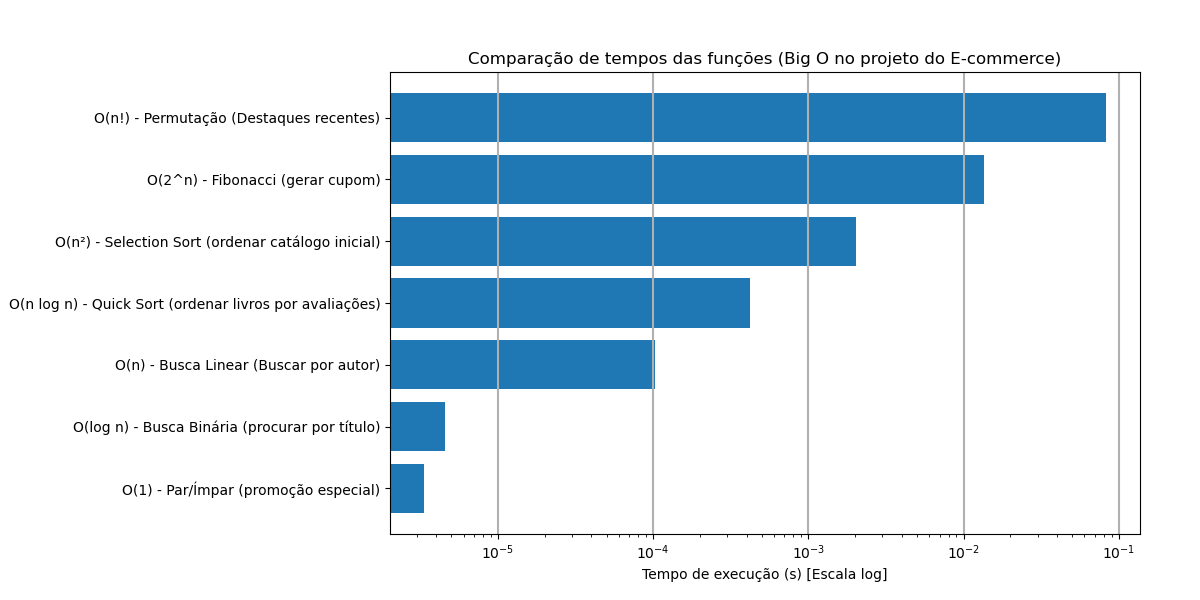 Comparação de tempos das funções (Big O no projeto do E-commerce)
O(n!) - Permutação (Destaques recentes)
O(2^n) - Fibonacci (gerar cupom)
O(n²) - Selection Sort (ordenar catálogo inicial)
O(n log n) - Quick Sort (ordenar livros por avaliações)
O(n) - Busca Linear (Buscar por autor)
O(log n) - Busca Binária (procurar por título)
O(1) - Par/Ímpar (promoção especial)
10⁻⁵ 10⁻⁴ 10⁻³ 10⁻² 10⁻¹
Tempo de execução (s) [Escala log]